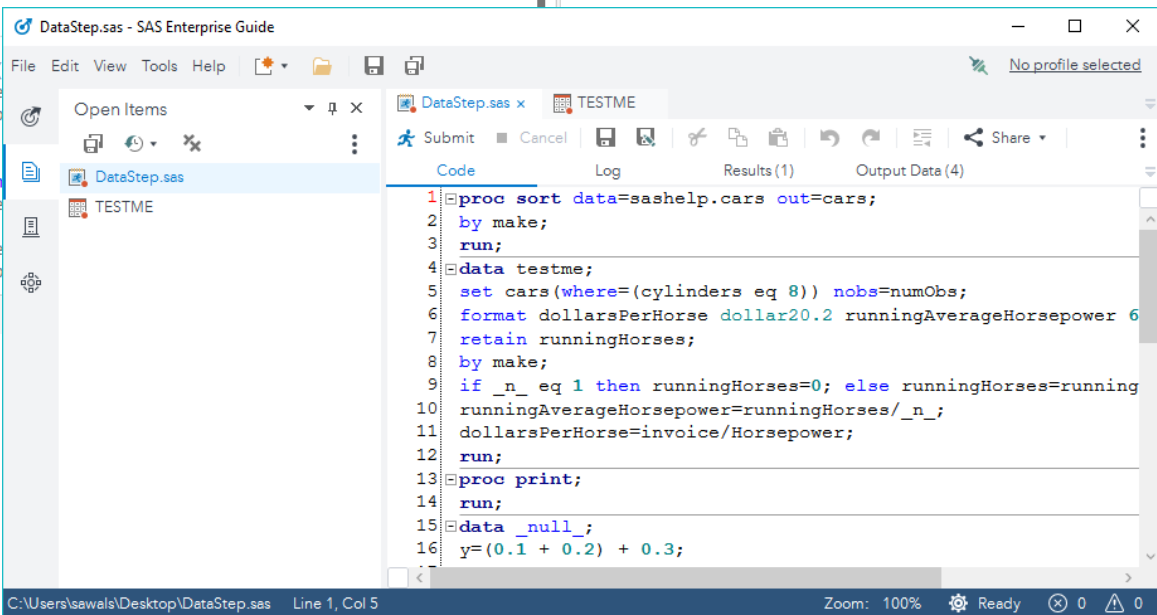 DataStep.sas - SAS Enterprise Guide
File Edit View Tools Help No profile selected
Open Items
DataStep.sas
TESTME
DataStep.sas TESTME
Submit Cancel Share
Code Log Results (1) Output Data (4)
1 proc sort data=sashelp.cars out=cars;
2 by make;
3 run;
4 data testme;
5 set cars(where=(cylinders eq 8)) nobs=numObs;
6 format dollarsPerHorse dollar20.2 runningAverageHorsepower 6
7 retain runningHorses;
8 by make;
9 if _n_ eq 1 then runningHorses=0; else runningHorses=running
10 runningAverageHorsepower=runningHorses/_n_;
11 dollarsPerHorse=invoice/Horsepower;
12 run;
13 proc print;
14 run;
15 data _null_;
16 y=(0.1 + 0.2) + 0.3;
C:\Users\sawals\Desktop\DataStep.sas Line 1, Col 5 Zoom: 100% Ready 0 0